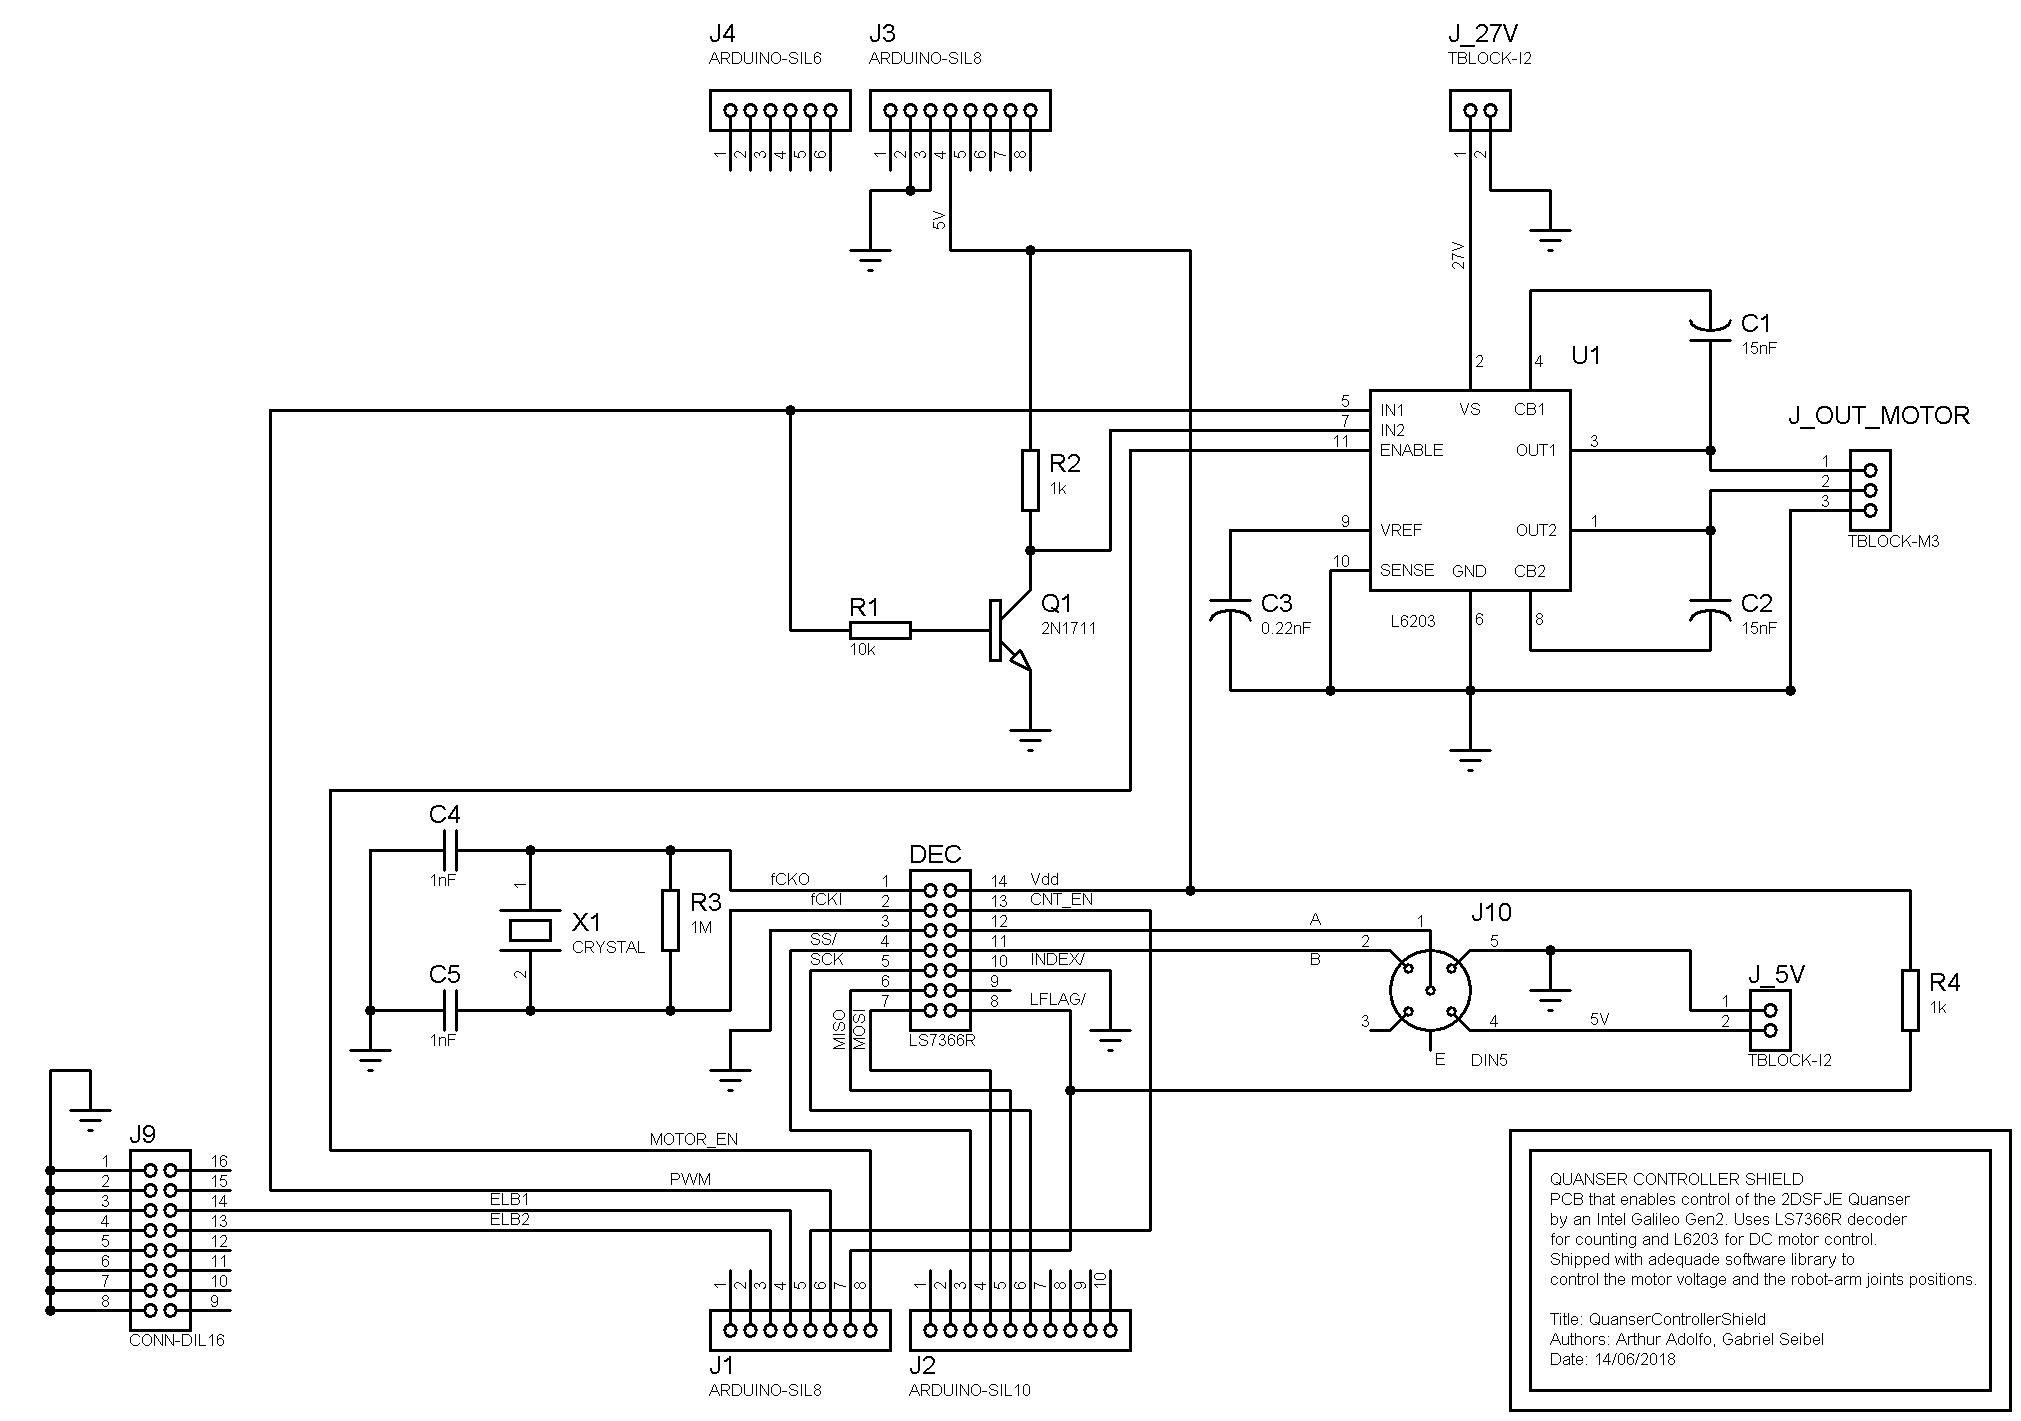 J4
ARDUINO-SIL6
1 2 3 4 5 6
J3
ARDUINO-SIL8
1 2 3 4 5 6 7 8
5V
J_27V
TBLOCK-I2
1 2
27V
C1
15nF
U1
2
4
5 IN1
7 IN2
11 ENABLE
9 VREF
10 SENSE
VS
CB1
OUT1 3
OUT2 1
GND
CB2
6
8
L6203
J_OUT_MOTOR
1
2
3
TBLOCK-M3
R2
1k
C3
0.22nF
C2
15nF
R1
10k
Q1
2N1711
C4
1nF
1
X1
CRYSTAL
2
R3
1M
C5
1nF
DEC
fCKO 1
fCKI 2
3
SS/ 4
SCK 5
6
7
MISO
MOSI
14 Vdd
13 CNT_EN
12
11
10 INDEX/
9
8 LFLAG/
LS7366R
A
B
J10
1
2
3
4
5
E
DIN5
5V
J_5V
1
2
TBLOCK-I2
R4
1k
J9
1 16
2 15
3 14
4 13
5 12
6 11
7 10
8 9
CONN-DIL16
MOTOR_EN
PWM
ELB1
ELB2
1 2 3 4 5 6 7 8
J1
ARDUINO-SIL8
1 2 3 4 5 6 7 8 9 10
J2
ARDUINO-SIL10
QUANSER CONTROLLER SHIELD
PCB that enables control of the 2DSFJE Quanser
by an Intel Galileo Gen2. Uses LS7366R decoder
for counting and L6203 for DC motor control.
Shipped with adequade software library to
control the motor voltage and the robot-arm joints positions.
Title: QuanserControllerShield
Authors: Arthur Adolfo, Gabriel Seibel
Date: 14/06/2018